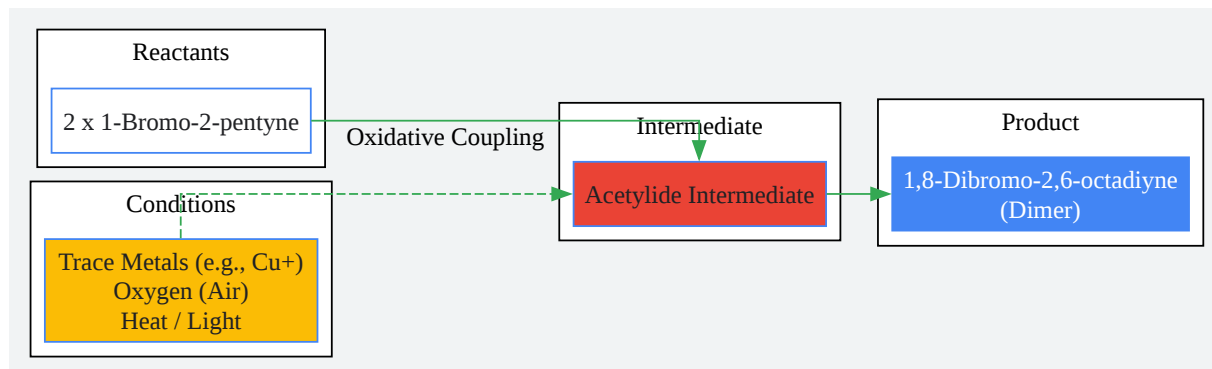 Reactants
2 x 1-Bromo-2-pentyne
Oxidative Coupling
Conditions
Trace Metals (e.g., Cu+)
Oxygen (Air)
Heat / Light
Intermediate
Acetylide Intermediate
Product
1,8-Dibromo-2,6-octadiyne
(Dimer)